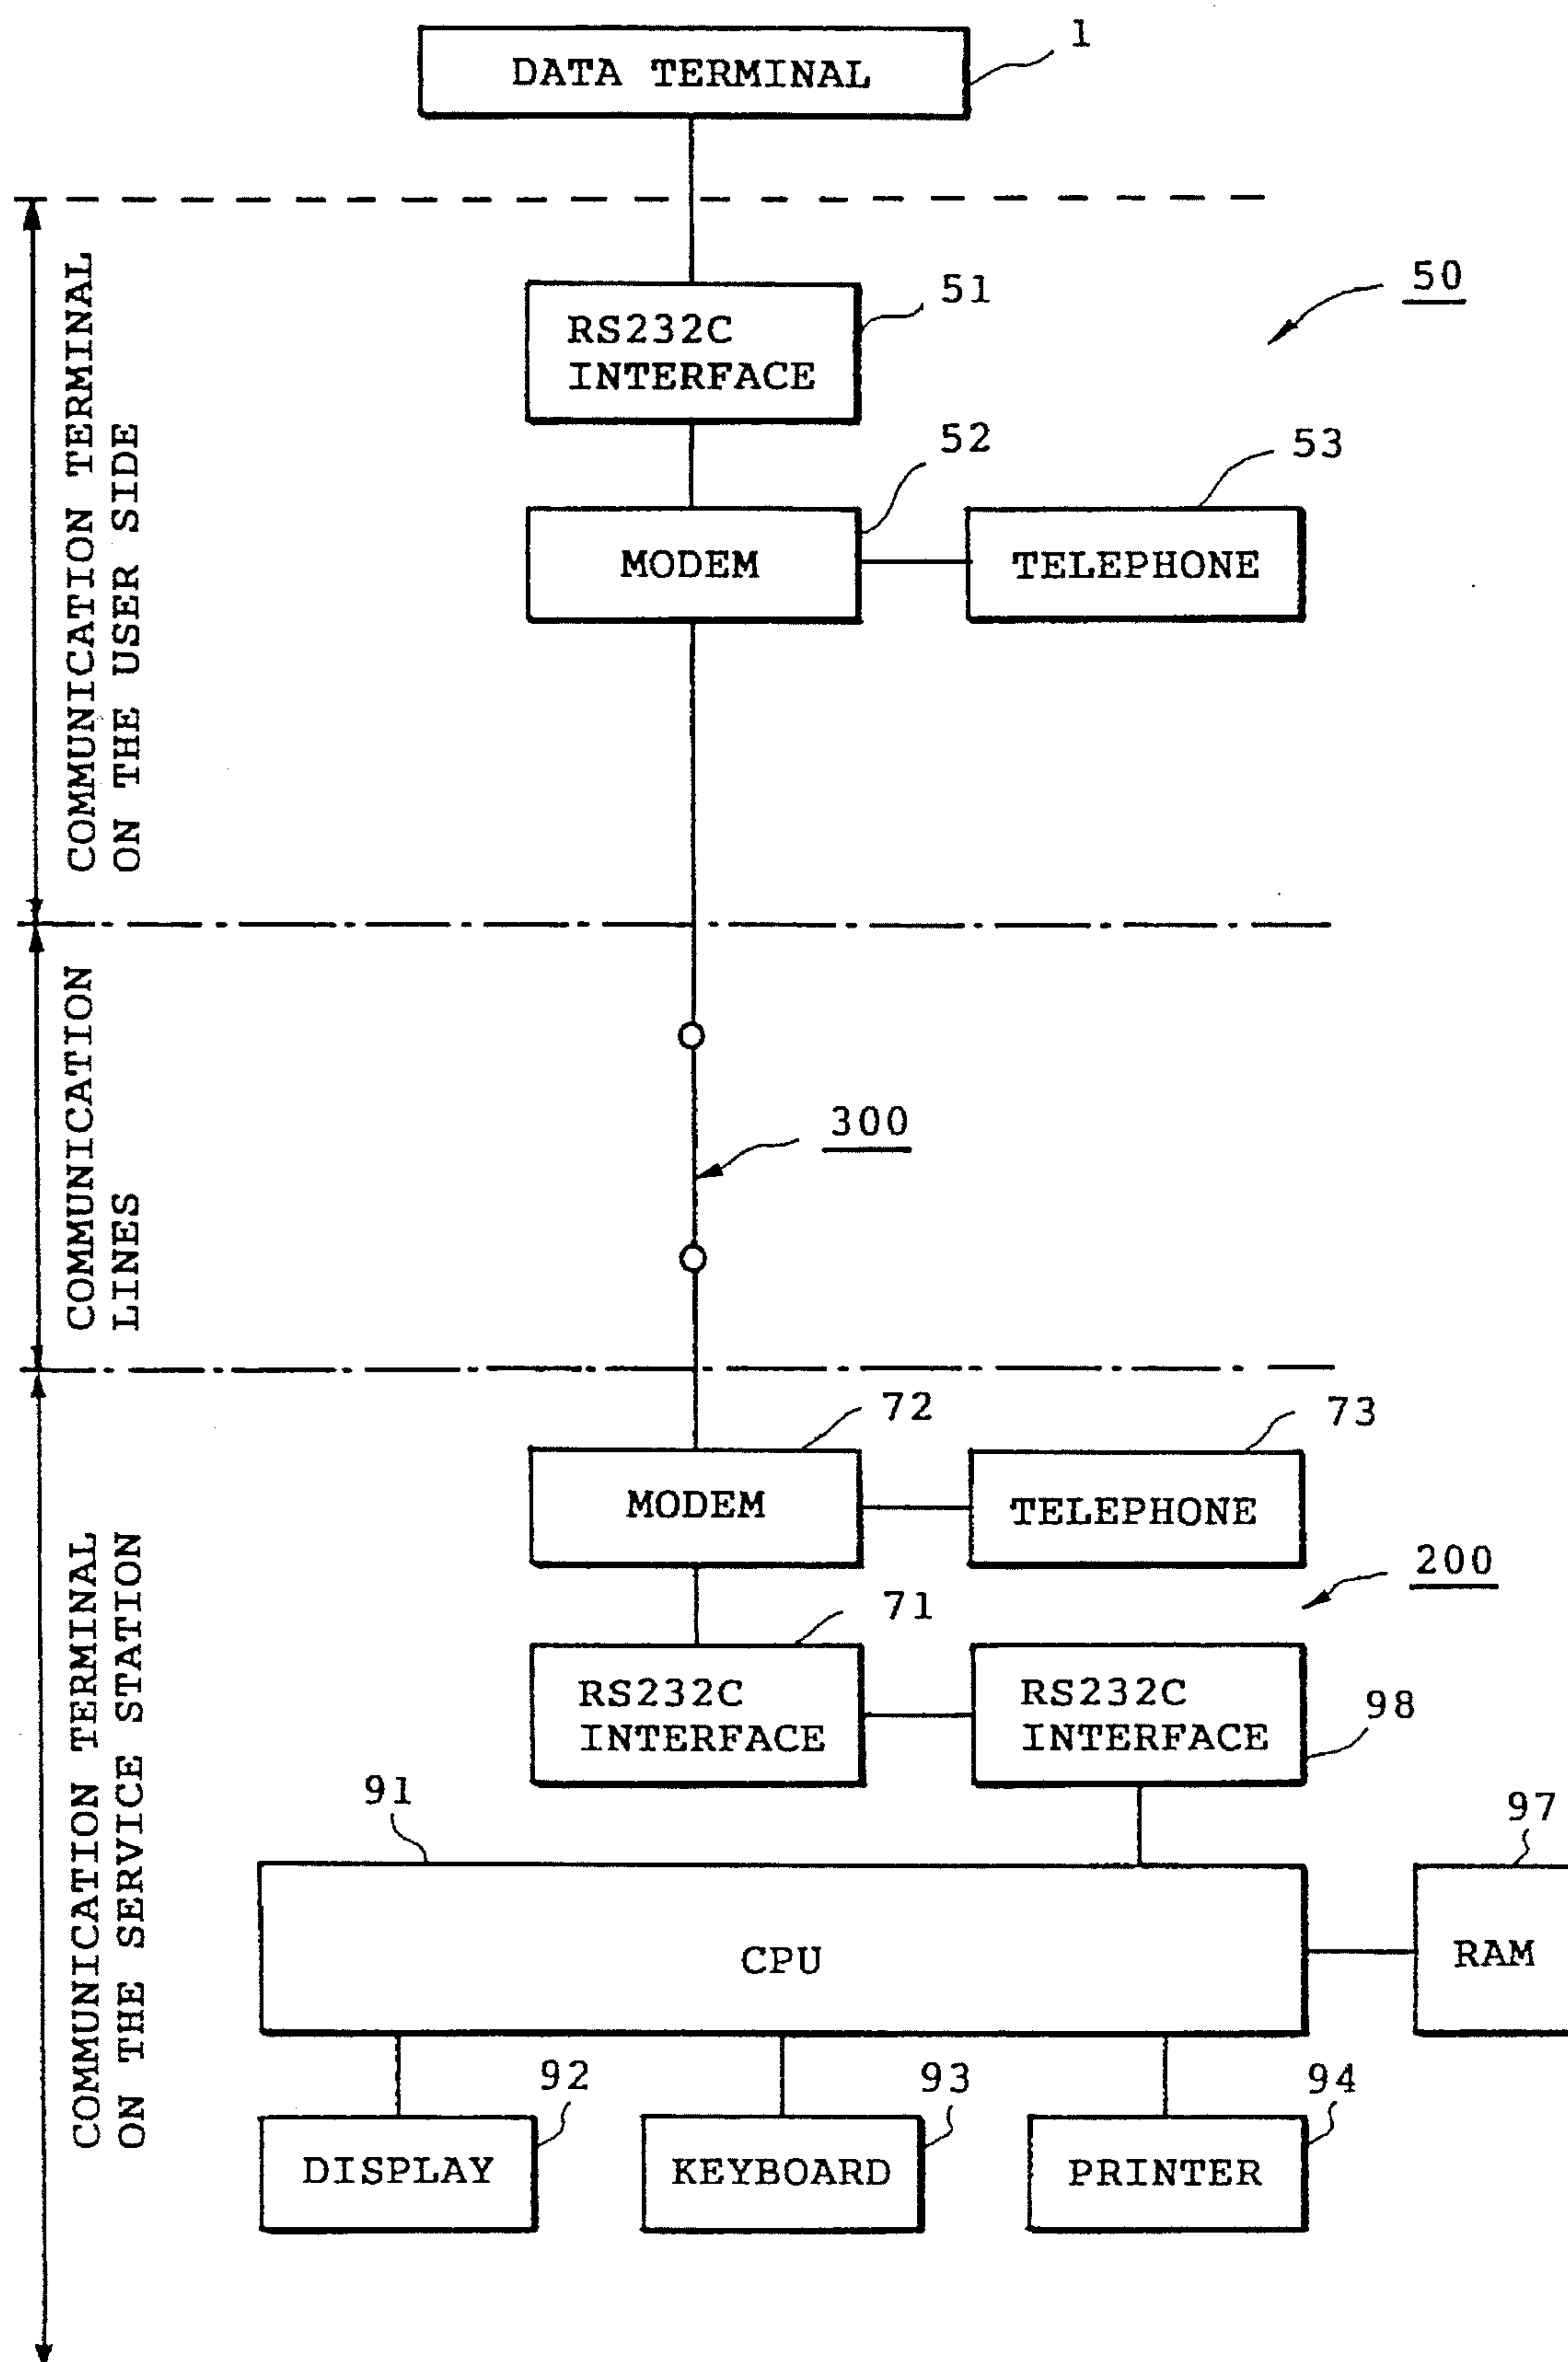 1
DATA TERMINAL
COMMUNICATION TERMINAL
ON THE USER SIDE
50
51
RS232C
INTERFACE
52
53
MODEM
TELEPHONE
COMMUNICATION
LINES
300
COMMUNICATION TERMINAL
ON THE SERVICE STATION
72
73
MODEM
TELEPHONE
200
71
RS232C
INTERFACE
RS232C
INTERFACE
98
91
97
CPU
RAM
92
93
94
DISPLAY
KEYBOARD
PRINTER